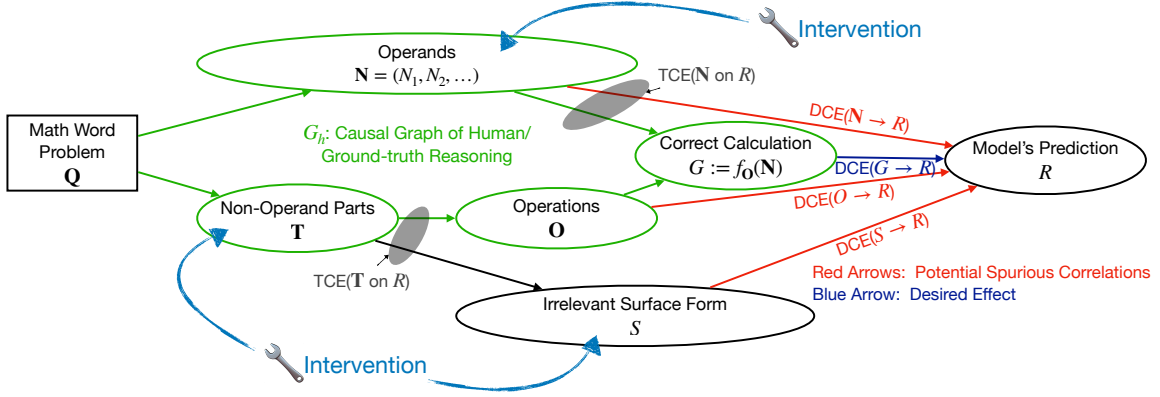 Intervention
Operands
N = (N₁, N₂, …)
TCE(N on R)
Math Word
Problem
Q
Gₕ: Causal Graph of Human/
Ground-truth Reasoning
DCE(N → R)
Correct Calculation
G := f_O(N)
DCE(G → R)
Model's Prediction
R
Non-Operand Parts
T
Operations
O
DCE(O → R)
DCE(S → R)
TCE(T on R)
Red Arrows: Potential Spurious Correlations
Blue Arrow: Desired Effect
Irrelevant Surface Form
S
Intervention